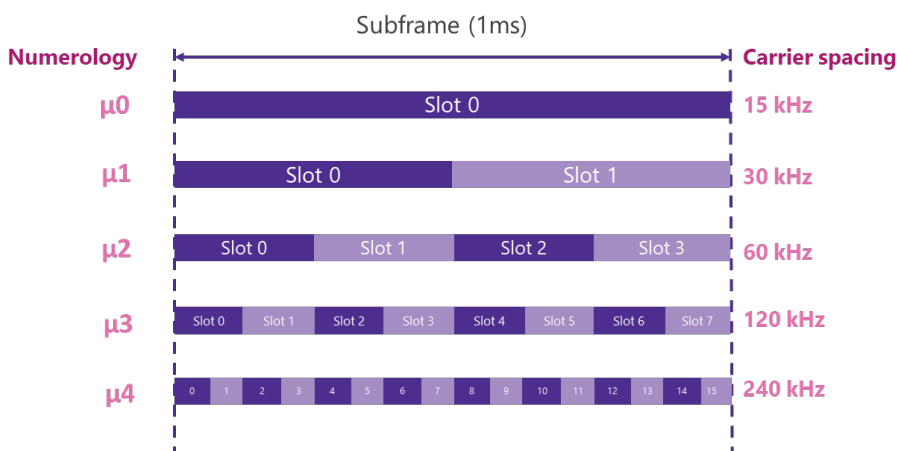 Subframe (1ms)
Numerology Carrier spacing
µ0 Slot 0 15 kHz
µ1 Slot 0 Slot 1 30 kHz
µ2 Slot 0 Slot 1 Slot 2 Slot 3 60 kHz
µ3 Slot 0 Slot 1 Slot 2 Slot 3 Slot 4 Slot 5 Slot 6 Slot 7 120 kHz
µ4 0 1 2 3 4 5 6 7 8 9 10 11 12 13 14 15 240 kHz